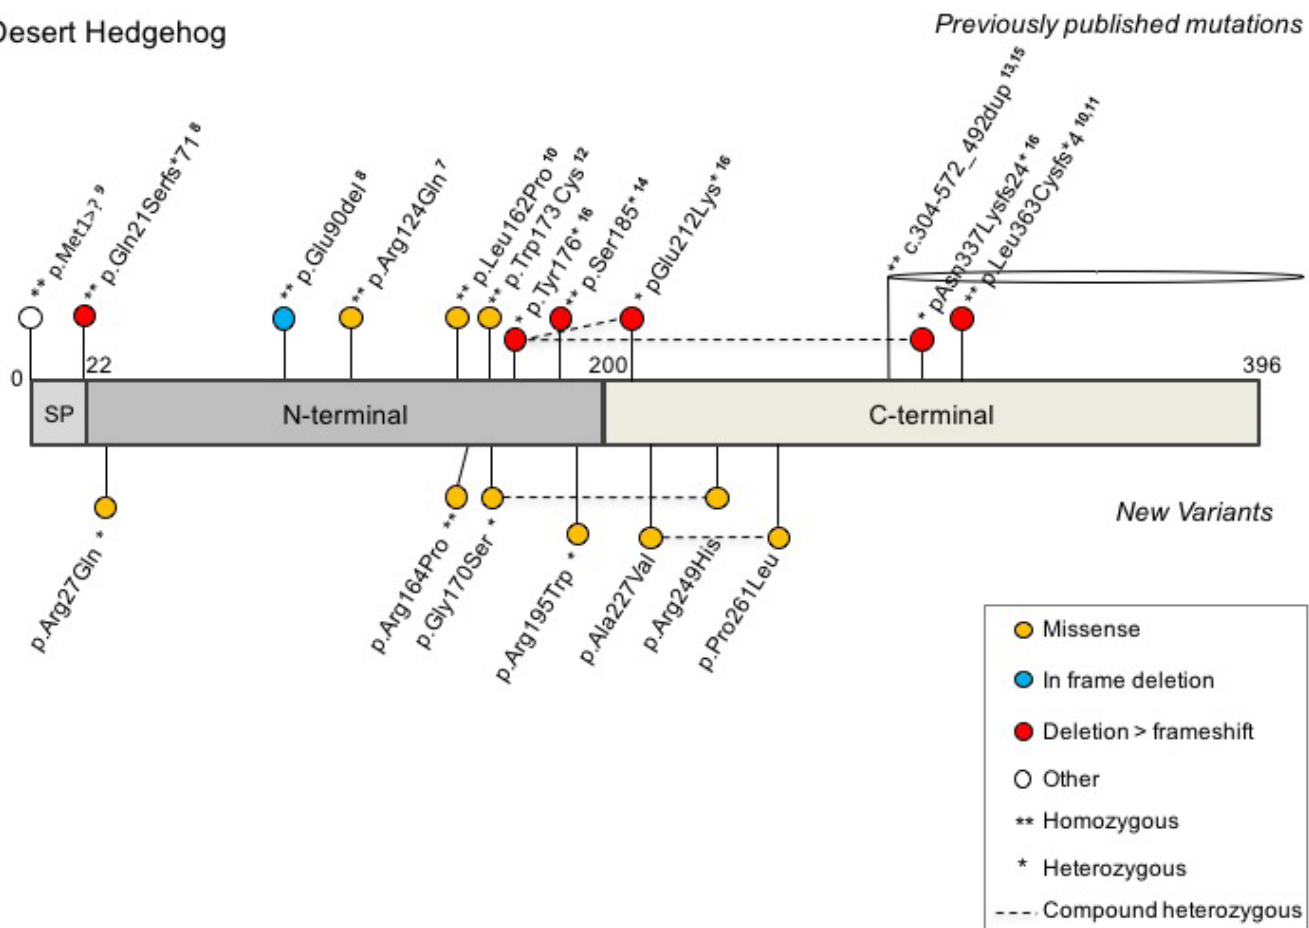 Desert Hedgehog
Previously published mutations
** p.Met1>? 9
** p.Gln21Serfs*71 8
** p.Glu90del 8
** p.Arg124Gln 7
** p.Leu162Pro 10
** p.Trp173 Cys 12
* p.Tyr176* 16
** p.Ser185* 14
* pGlu212Lys* 16
** c.304-572_492dup 13,15
* pAsn337Lysfs24* 16
** p.Leu363Cysfs*4 10,11
0
22
200
396
SP
N-terminal
C-terminal
New Variants
p.Arg27Gln *
p.Arg164Pro **
p.Gly170Ser *
p.Arg195Trp *
p.Ala227Val
p.Arg249His
p.Pro261Leu
Missense
In frame deletion
Deletion > frameshift
Other
** Homozygous
* Heterozygous
---- Compound heterozygous